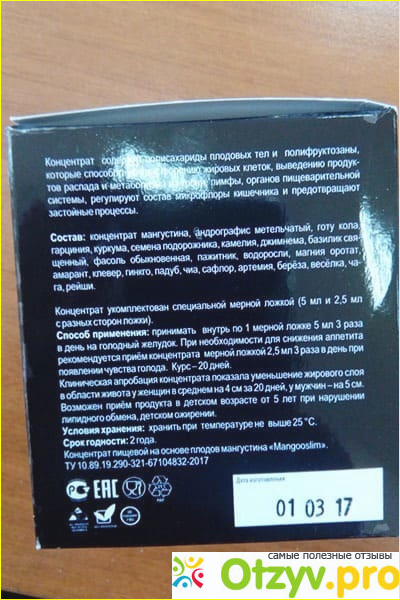 Концентрат содержит полисахариды плодовых тел и полифруктозаны,
которые способ жировых клеток, выведению продук-
тов распада и метабо лимфы, органов пищеварительной
системы, регулируют состав микрофлоры кишечника и предотвращают
застойные процессы.
Состав: концентрат мангустина, андрографис метельчатый, готу кола,
гарциния, куркума, семена подорожника, камелия, джимнема, базилик свя-
щенный, фасоль обыкновенная, пажитник, водоросли, магния оротат,
амарант, клевер, гинкго, падуб, чиа, сафлор, артемия, берёза, весёлка, ча-
га, рейши.
Концентрат укомплектован специальной мерной ложкой (5 мл и 2,5 мл
с разных сторон ложки).
Способ применения: принимать внутрь по 1 мерной ложке 5 мл 3 раза
в день на голодный желудок. При необходимости для снижения аппетита
рекомендуется приём концентрата мерной ложкой 2,5 мл 3 раза в день при
появлении чувства голода. Курс – 20 дней.
Клиническая апробация концентрата показала уменьшение жирового слоя
в области живота у женщин в среднем на 4 см за 20 дней, у мужчин – на 5 см.
Возможен приём продукта в детском возрасте от 5 лет при нарушении
липидного обмена, детском ожирении.
Условия хранения: хранить при температуре не выше 25 °C.
Срок годности: 2 года.
Концентрат пищевой на основе плодов мангустина «Mangooslim».
ТУ 10.89.19.290-321-67104832-2017
Дата изготовления
01 03 17
EAC
самые полезные отзывы
Otzyv.pro